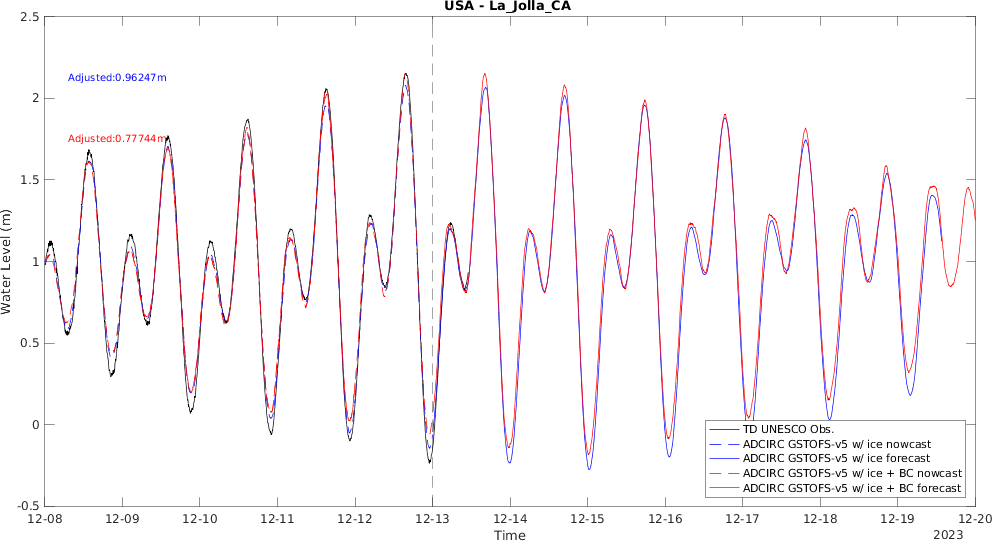 USA - La_Jolla_CA
2.5
2
1.5
1
0.5
0
-0.5
Water Level (m)
Adjusted:0.96247m
Adjusted:0.77744m
TD UNESCO Obs.
ADCIRC GSTOFS-v5 w/ ice nowcast
ADCIRC GSTOFS-v5 w/ ice forecast
ADCIRC GSTOFS-v5 w/ ice + BC nowcast
ADCIRC GSTOFS-v5 w/ ice + BC forecast
12-08 12-09 12-10 12-11 12-12 12-13 12-14 12-15 12-16 12-17 12-18 12-19 12-20
Time
2023